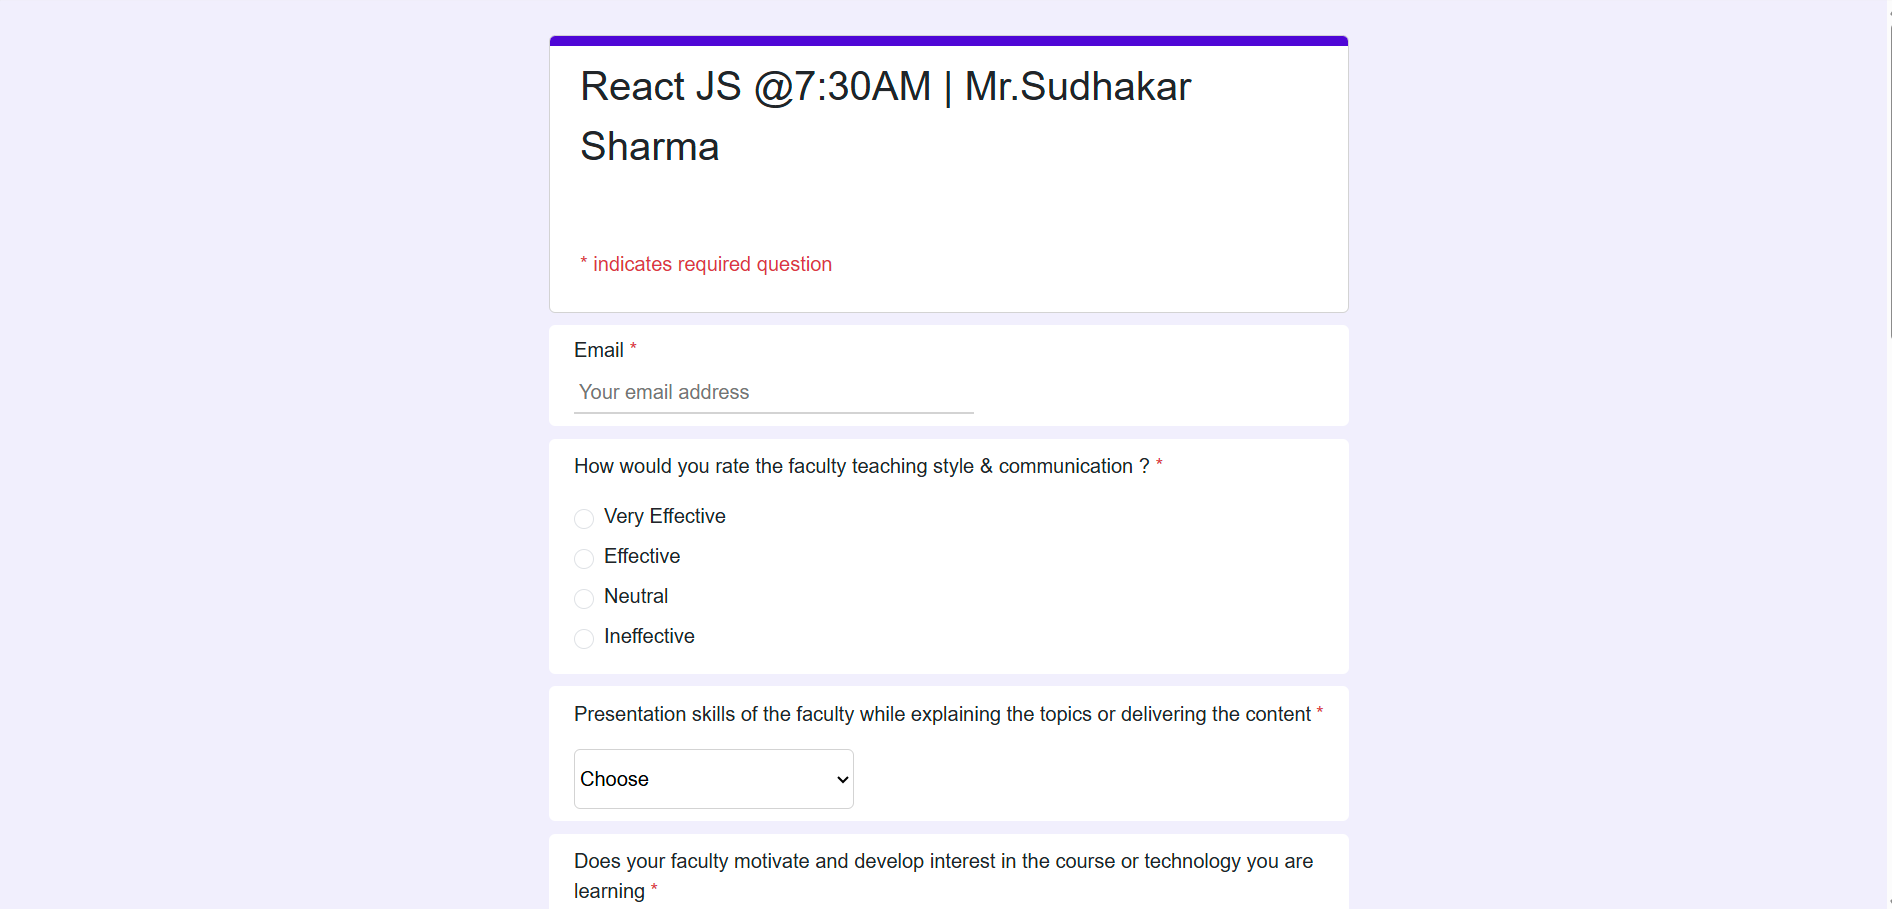 React JS @7:30AM | Mr.Sudhakar
Sharma
* indicates required question
Email *
Your email address
How would you rate the faculty teaching style & communication ? *
Very Effective
Effective
Neutral
Ineffective
Presentation skills of the faculty while explaining the topics or delivering the content *
Choose
Does your faculty motivate and develop interest in the course or technology you are
learning *